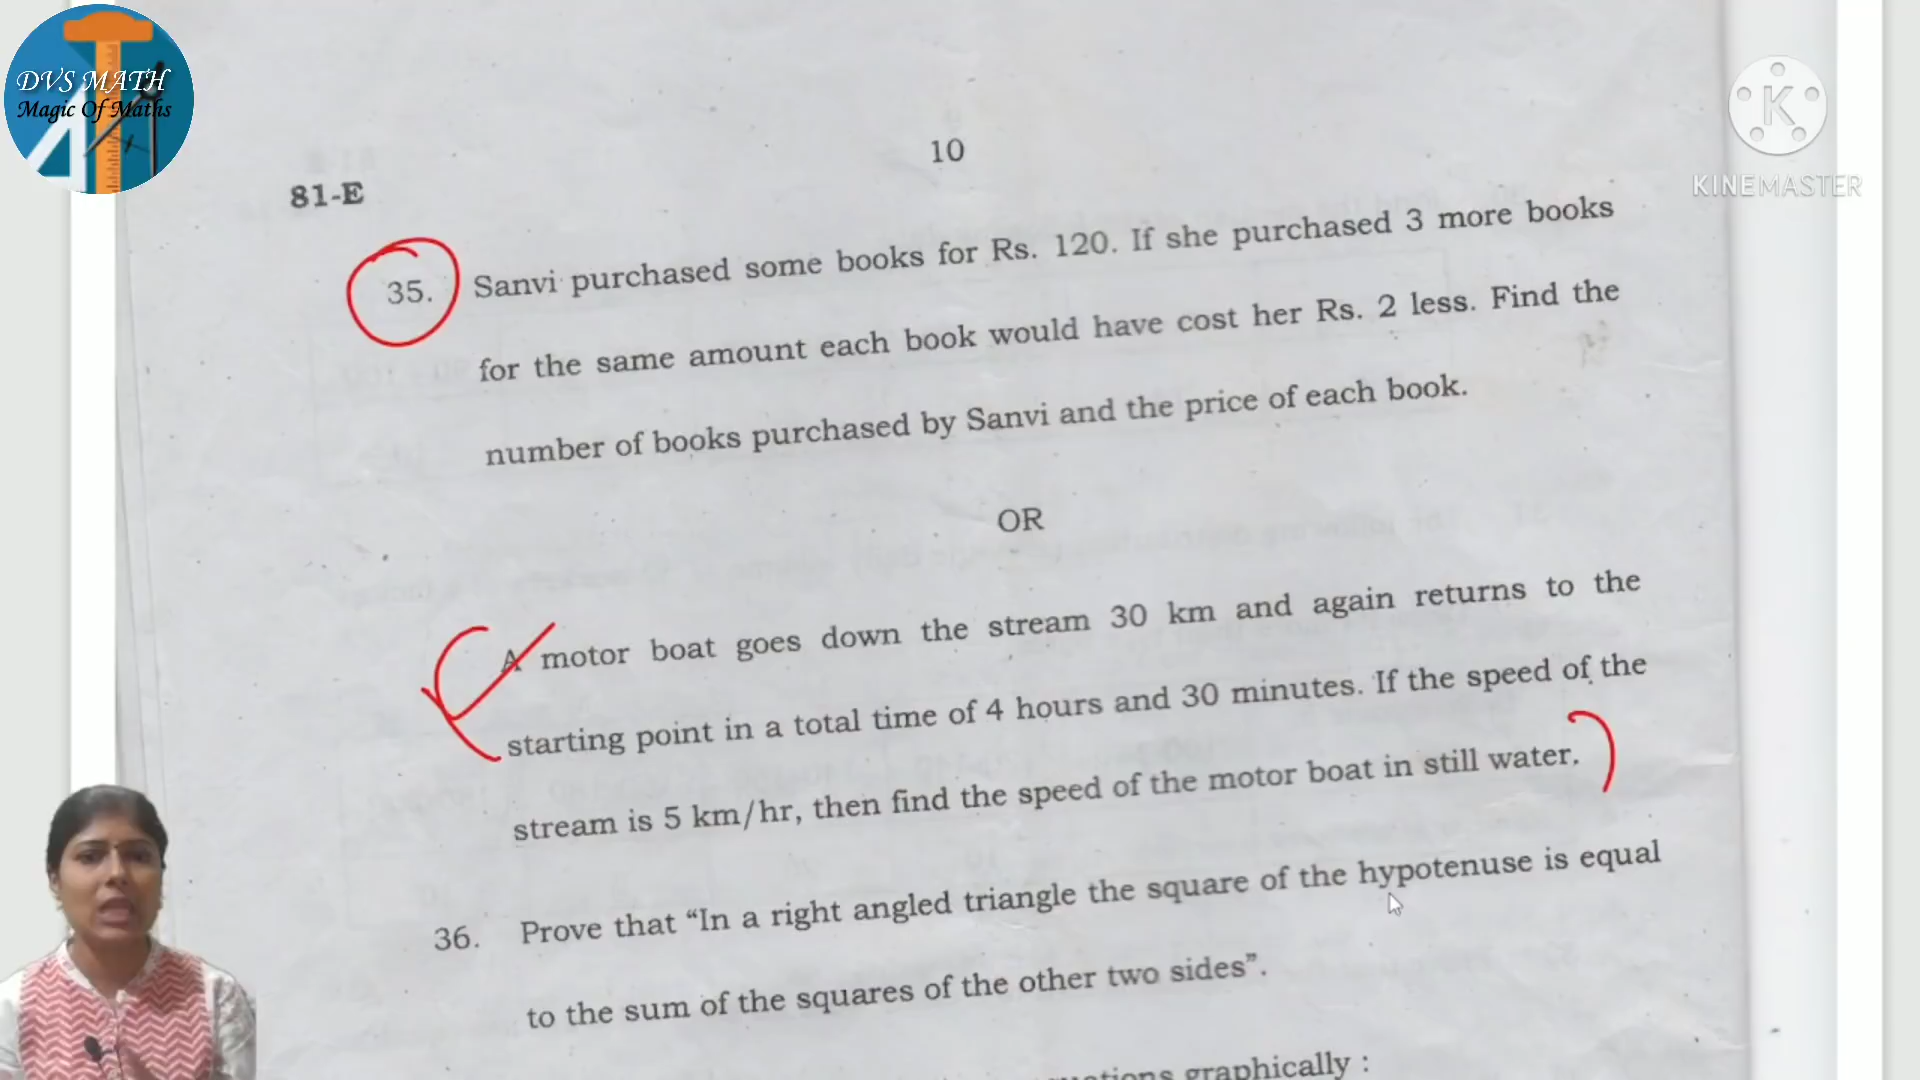 DVS MATH
Magic Of Maths
K
KINEMASTER
10
81-E
35. Sanvi purchased some books for Rs. 120. If she purchased 3 more books
for the same amount each book would have cost her Rs. 2 less. Find the
number of books purchased by Sanvi and the price of each book.
OR
A motor boat goes down the stream 30 km and again returns to the
starting point in a total time of 4 hours and 30 minutes. If the speed of the
stream is 5 km/hr, then find the speed of the motor boat in still water.
36. Prove that “In a right angled triangle the square of the hypotenuse is equal
to the sum of the squares of the other two sides”.
graphically :